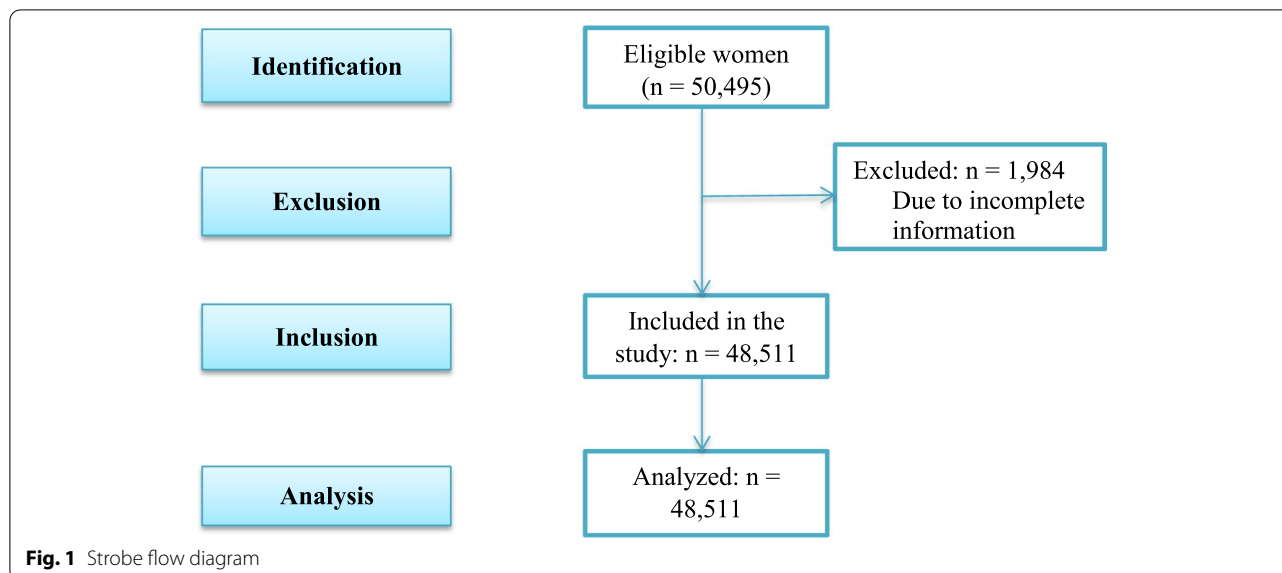 Identification
Eligible women
(n = 50,495)
Exclusion
Excluded: n = 1,984
Due to incomplete
information
Inclusion
Included in the
study: n = 48,511
Analysis
Analyzed: n =
48,511
Fig. 1 Strobe flow diagram